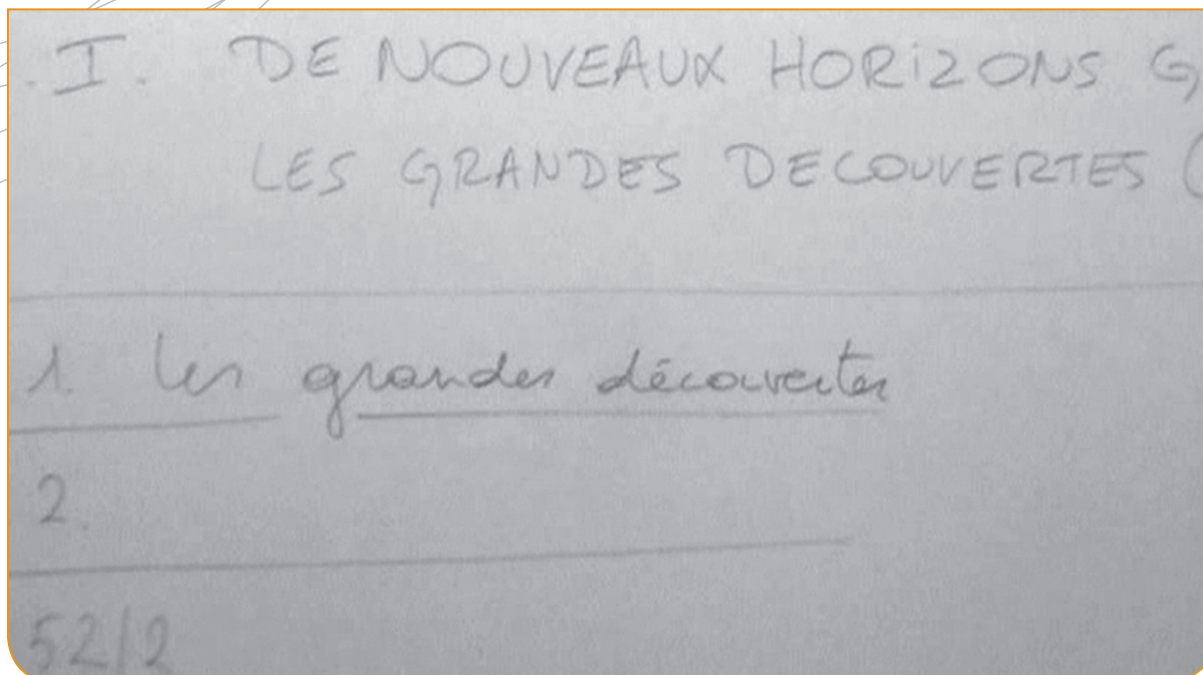 . I. DE NOUVEAUX HORIZONS G
LES GRANDES DECOUVERTES (
1. les grandes découvertes
2.
52/2